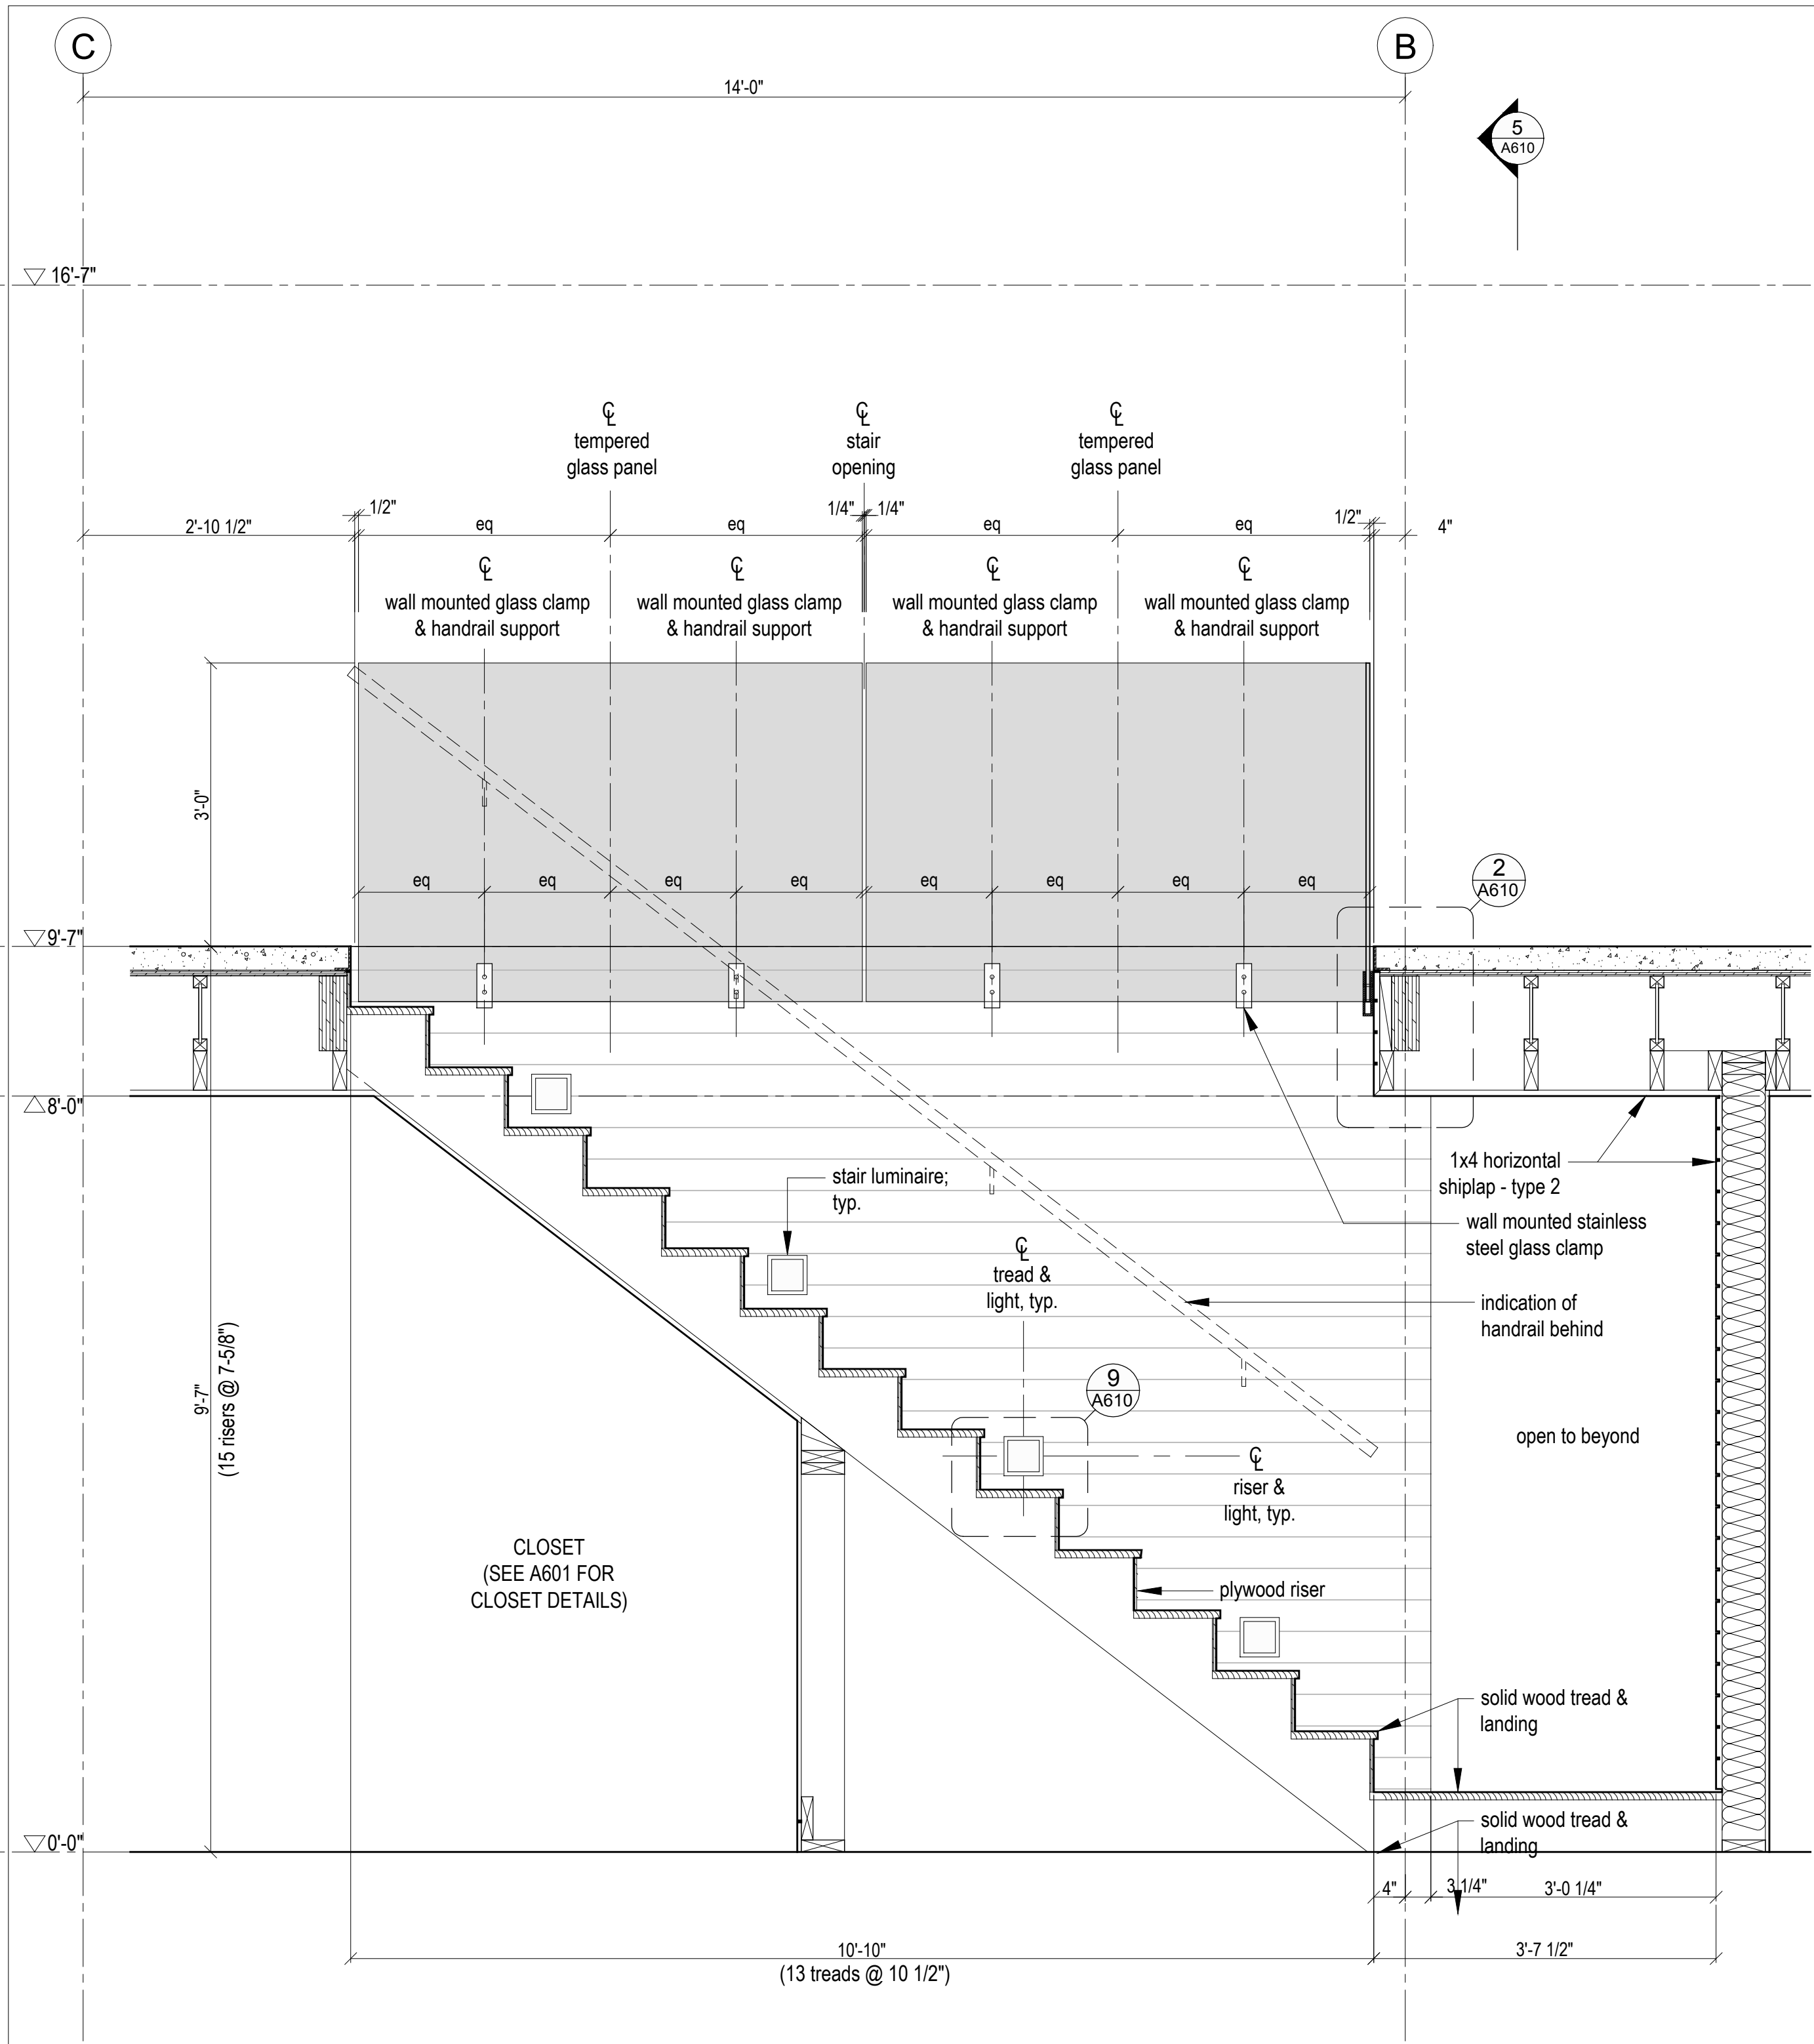 C
B
14'-0"
5
A610
16'-7"
℄
tempered
glass panel
℄
stair
opening
℄
tempered
glass panel
2'-10 1/2"
1/2"
eq
eq
1/4"
1/4"
eq
eq
1/2"
4"
℄
wall mounted glass clamp
& handrail support
℄
wall mounted glass clamp
& handrail support
℄
wall mounted glass clamp
& handrail support
℄
wall mounted glass clamp
& handrail support
3'-0"
eq
eq
eq
eq
eq
eq
eq
eq
2
A610
9'-7"
8'-0"
1x4 horizontal
shiplap - type 2
stair luminaire;
typ.
wall mounted stainless
steel glass clamp
℄
tread &
light, typ.
indication of
handrail behind
9'-7"
(15 risers @ 7-5/8")
9
A610
open to beyond
℄
riser &
light, typ.
CLOSET
(SEE A601 FOR
CLOSET DETAILS)
plywood riser
solid wood tread &
landing
solid wood tread &
landing
0'-0"
4"
3 1/4"
3'-0 1/4"
10'-10"
(13 treads @ 10 1/2")
3'-7 1/2"